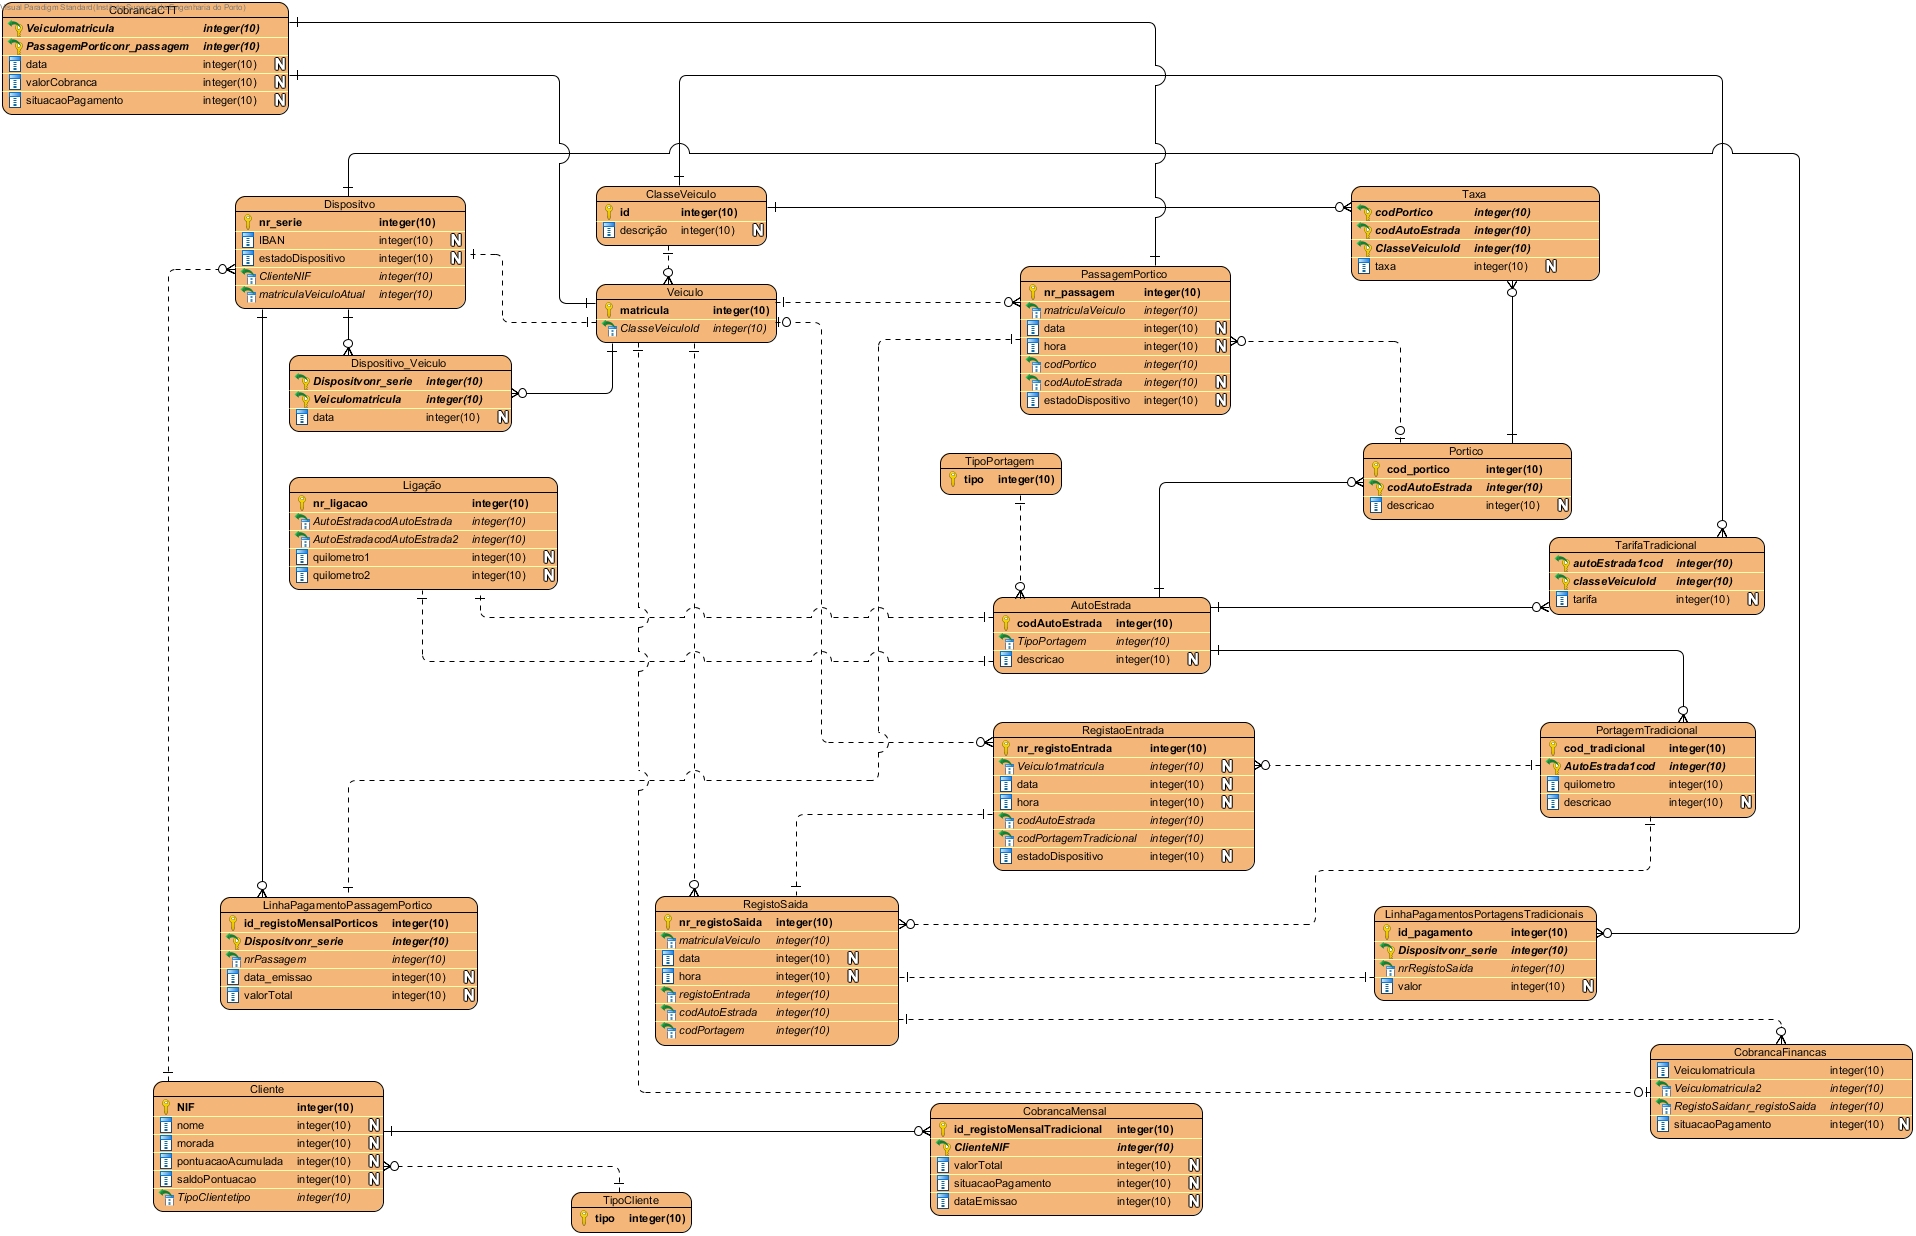 Visual Paradigm Standard(Instituto Superior de Engenharia do Porto)
CobrancaCTT
Veiculomatricula integer(10)
PassagemPorticonr_passagem integer(10)
data integer(10) N
valorCobranca integer(10) N
situacaoPagamento integer(10) N
Dispositvo
nr_serie integer(10)
IBAN integer(10) N
estadoDispositivo integer(10) N
ClienteNIF integer(10)
matriculaVeiculoAtual integer(10)
ClasseVeiculo
id integer(10)
descrição integer(10) N
Taxa
codPortico integer(10)
codAutoEstrada integer(10)
ClasseVeiculoId integer(10)
taxa integer(10) N
Veiculo
matricula integer(10)
ClasseVeiculoId integer(10)
PassagemPortico
nr_passagem integer(10)
matriculaVeiculo integer(10)
data integer(10) N
hora integer(10) N
codPortico integer(10)
codAutoEstrada integer(10) N
estadoDispositivo integer(10) N
Dispositivo_Veiculo
Dispositvonr_serie integer(10)
Veiculomatricula integer(10)
data integer(10) N
TipoPortagem
tipo integer(10)
Portico
cod_portico integer(10)
codAutoEstrada integer(10)
descricao integer(10) N
Ligação
nr_ligacao integer(10)
AutoEstradacodAutoEstrada integer(10)
AutoEstradacodAutoEstrada2 integer(10)
quilometro1 integer(10) N
quilometro2 integer(10) N
TarifaTradicional
autoEstrada1cod integer(10)
classeVeiculoId integer(10)
tarifa integer(10) N
AutoEstrada
codAutoEstrada integer(10)
TipoPortagem integer(10)
descricao integer(10) N
RegistaoEntrada
nr_registoEntrada integer(10)
Veiculo1matricula integer(10) N
data integer(10) N
hora integer(10) N
codAutoEstrada integer(10)
codPortagemTradicional integer(10)
estadoDispositivo integer(10) N
PortagemTradicional
cod_tradicional integer(10)
AutoEstrada1cod integer(10)
quilometro integer(10)
descricao integer(10) N
LinhaPagamentoPassagemPortico
id_registoMensalPorticos integer(10)
Dispositvonr_serie integer(10)
nrPassagem integer(10)
data_emissao integer(10) N
valorTotal integer(10) N
RegistoSaida
nr_registoSaida integer(10)
matriculaVeiculo integer(10)
data integer(10) N
hora integer(10) N
registoEntrada integer(10)
codAutoEstrada integer(10)
codPortagem integer(10)
LinhaPagamentosPortagensTradicionais
id_pagamento integer(10)
Dispositvonr_serie integer(10)
nrRegistoSaida integer(10)
valor integer(10) N
CobrancaFinancas
Veiculomatricula integer(10)
Veiculomatricula2 integer(10)
RegistoSaidanr_registoSaida integer(10)
situacaoPagamento integer(10) N
Cliente
NIF integer(10)
nome integer(10) N
morada integer(10) N
pontuacaoAcumulada integer(10) N
saldoPontuacao integer(10) N
TipoClientetipo integer(10)
CobrancaMensal
id_registoMensalTradicional integer(10)
ClienteNIF integer(10)
valorTotal integer(10) N
situacaoPagamento integer(10) N
dataEmissao integer(10) N
TipoCliente
tipo integer(10)